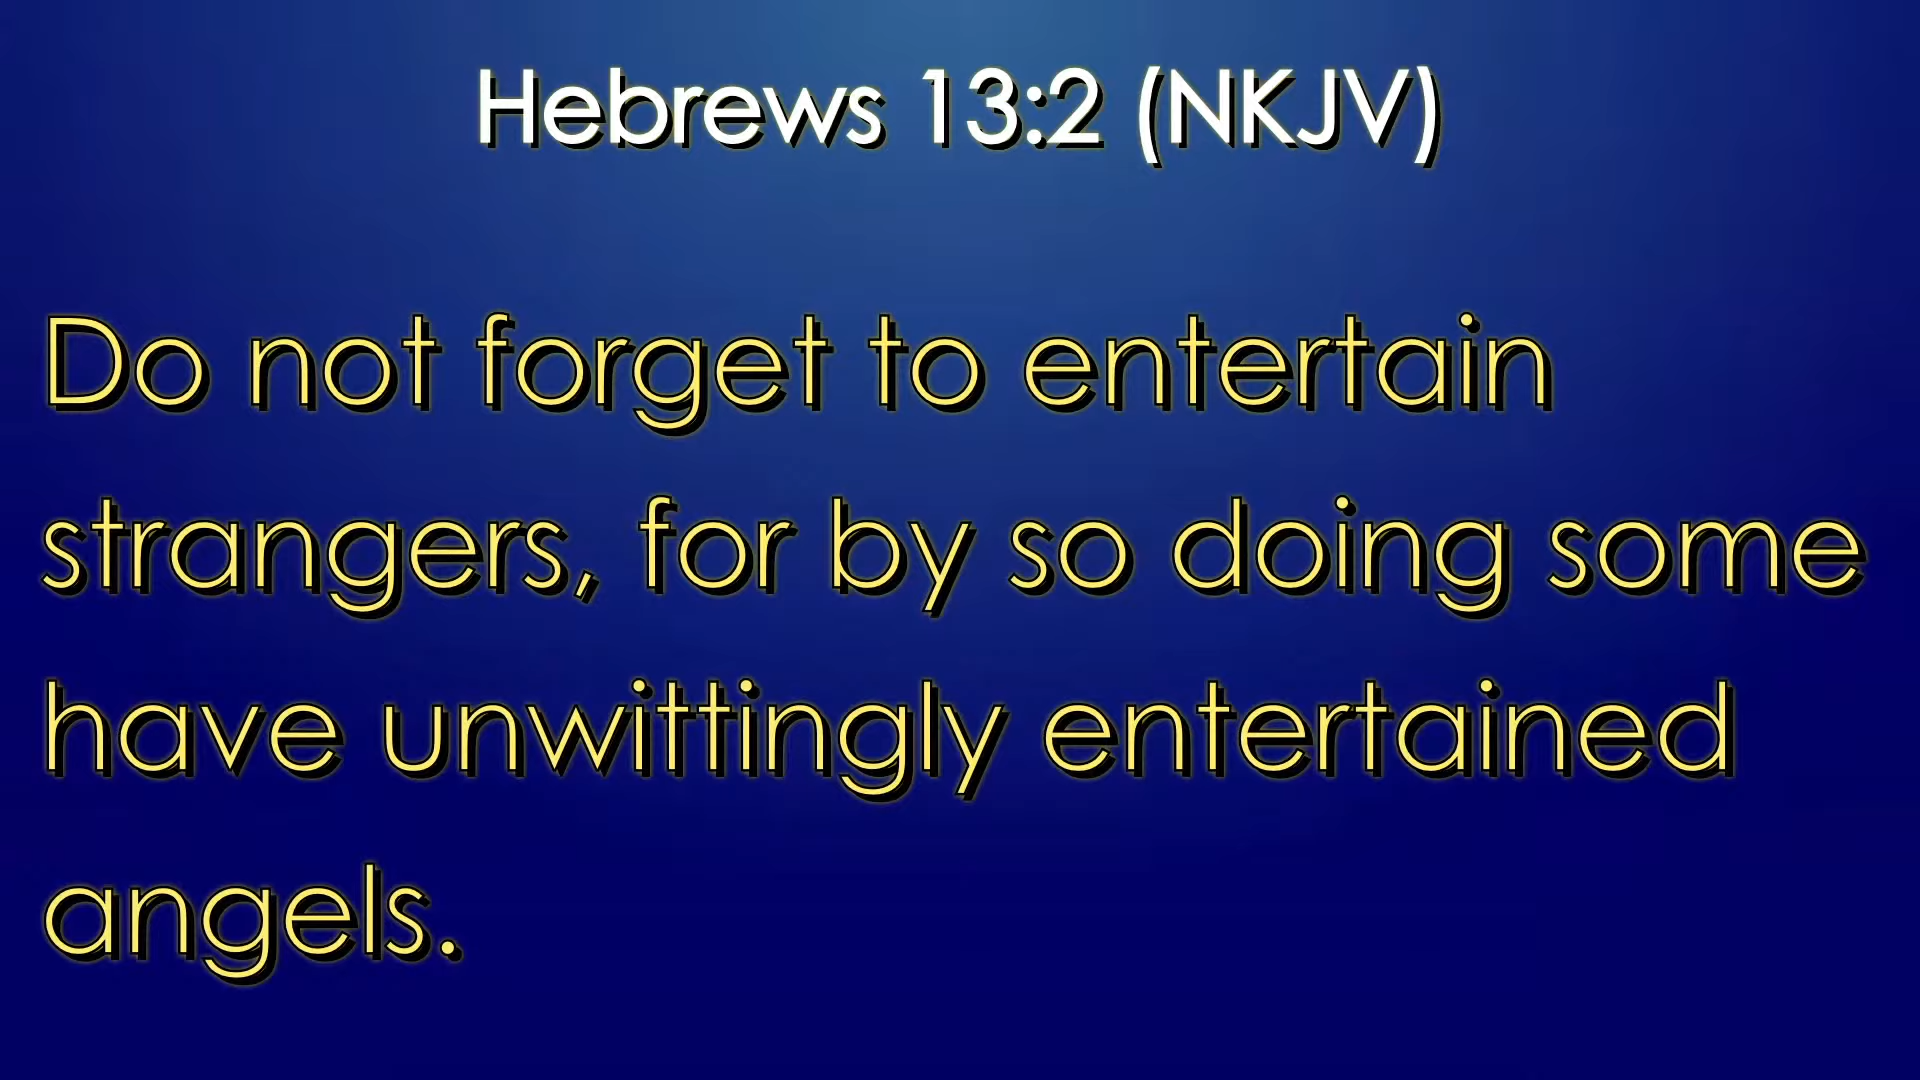 Hebrews 13:2 (NKJV)
Do not forget to entertain
strangers, for by so doing some
have unwittingly entertained
angels.